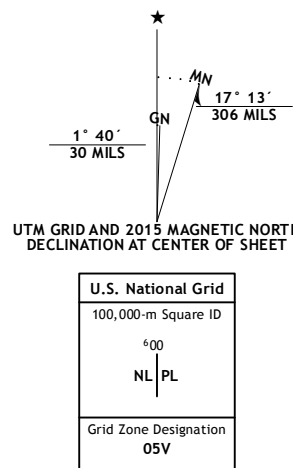 ★
MN
GN
17° 13´
306 MILS
1° 40´
30 MILS
UTM GRID AND 2015 MAGNETIC NORTH
DECLINATION AT CENTER OF SHEET
U.S. National Grid
100,000-m Square ID
⁶00
NL PL
Grid Zone Designation
05V